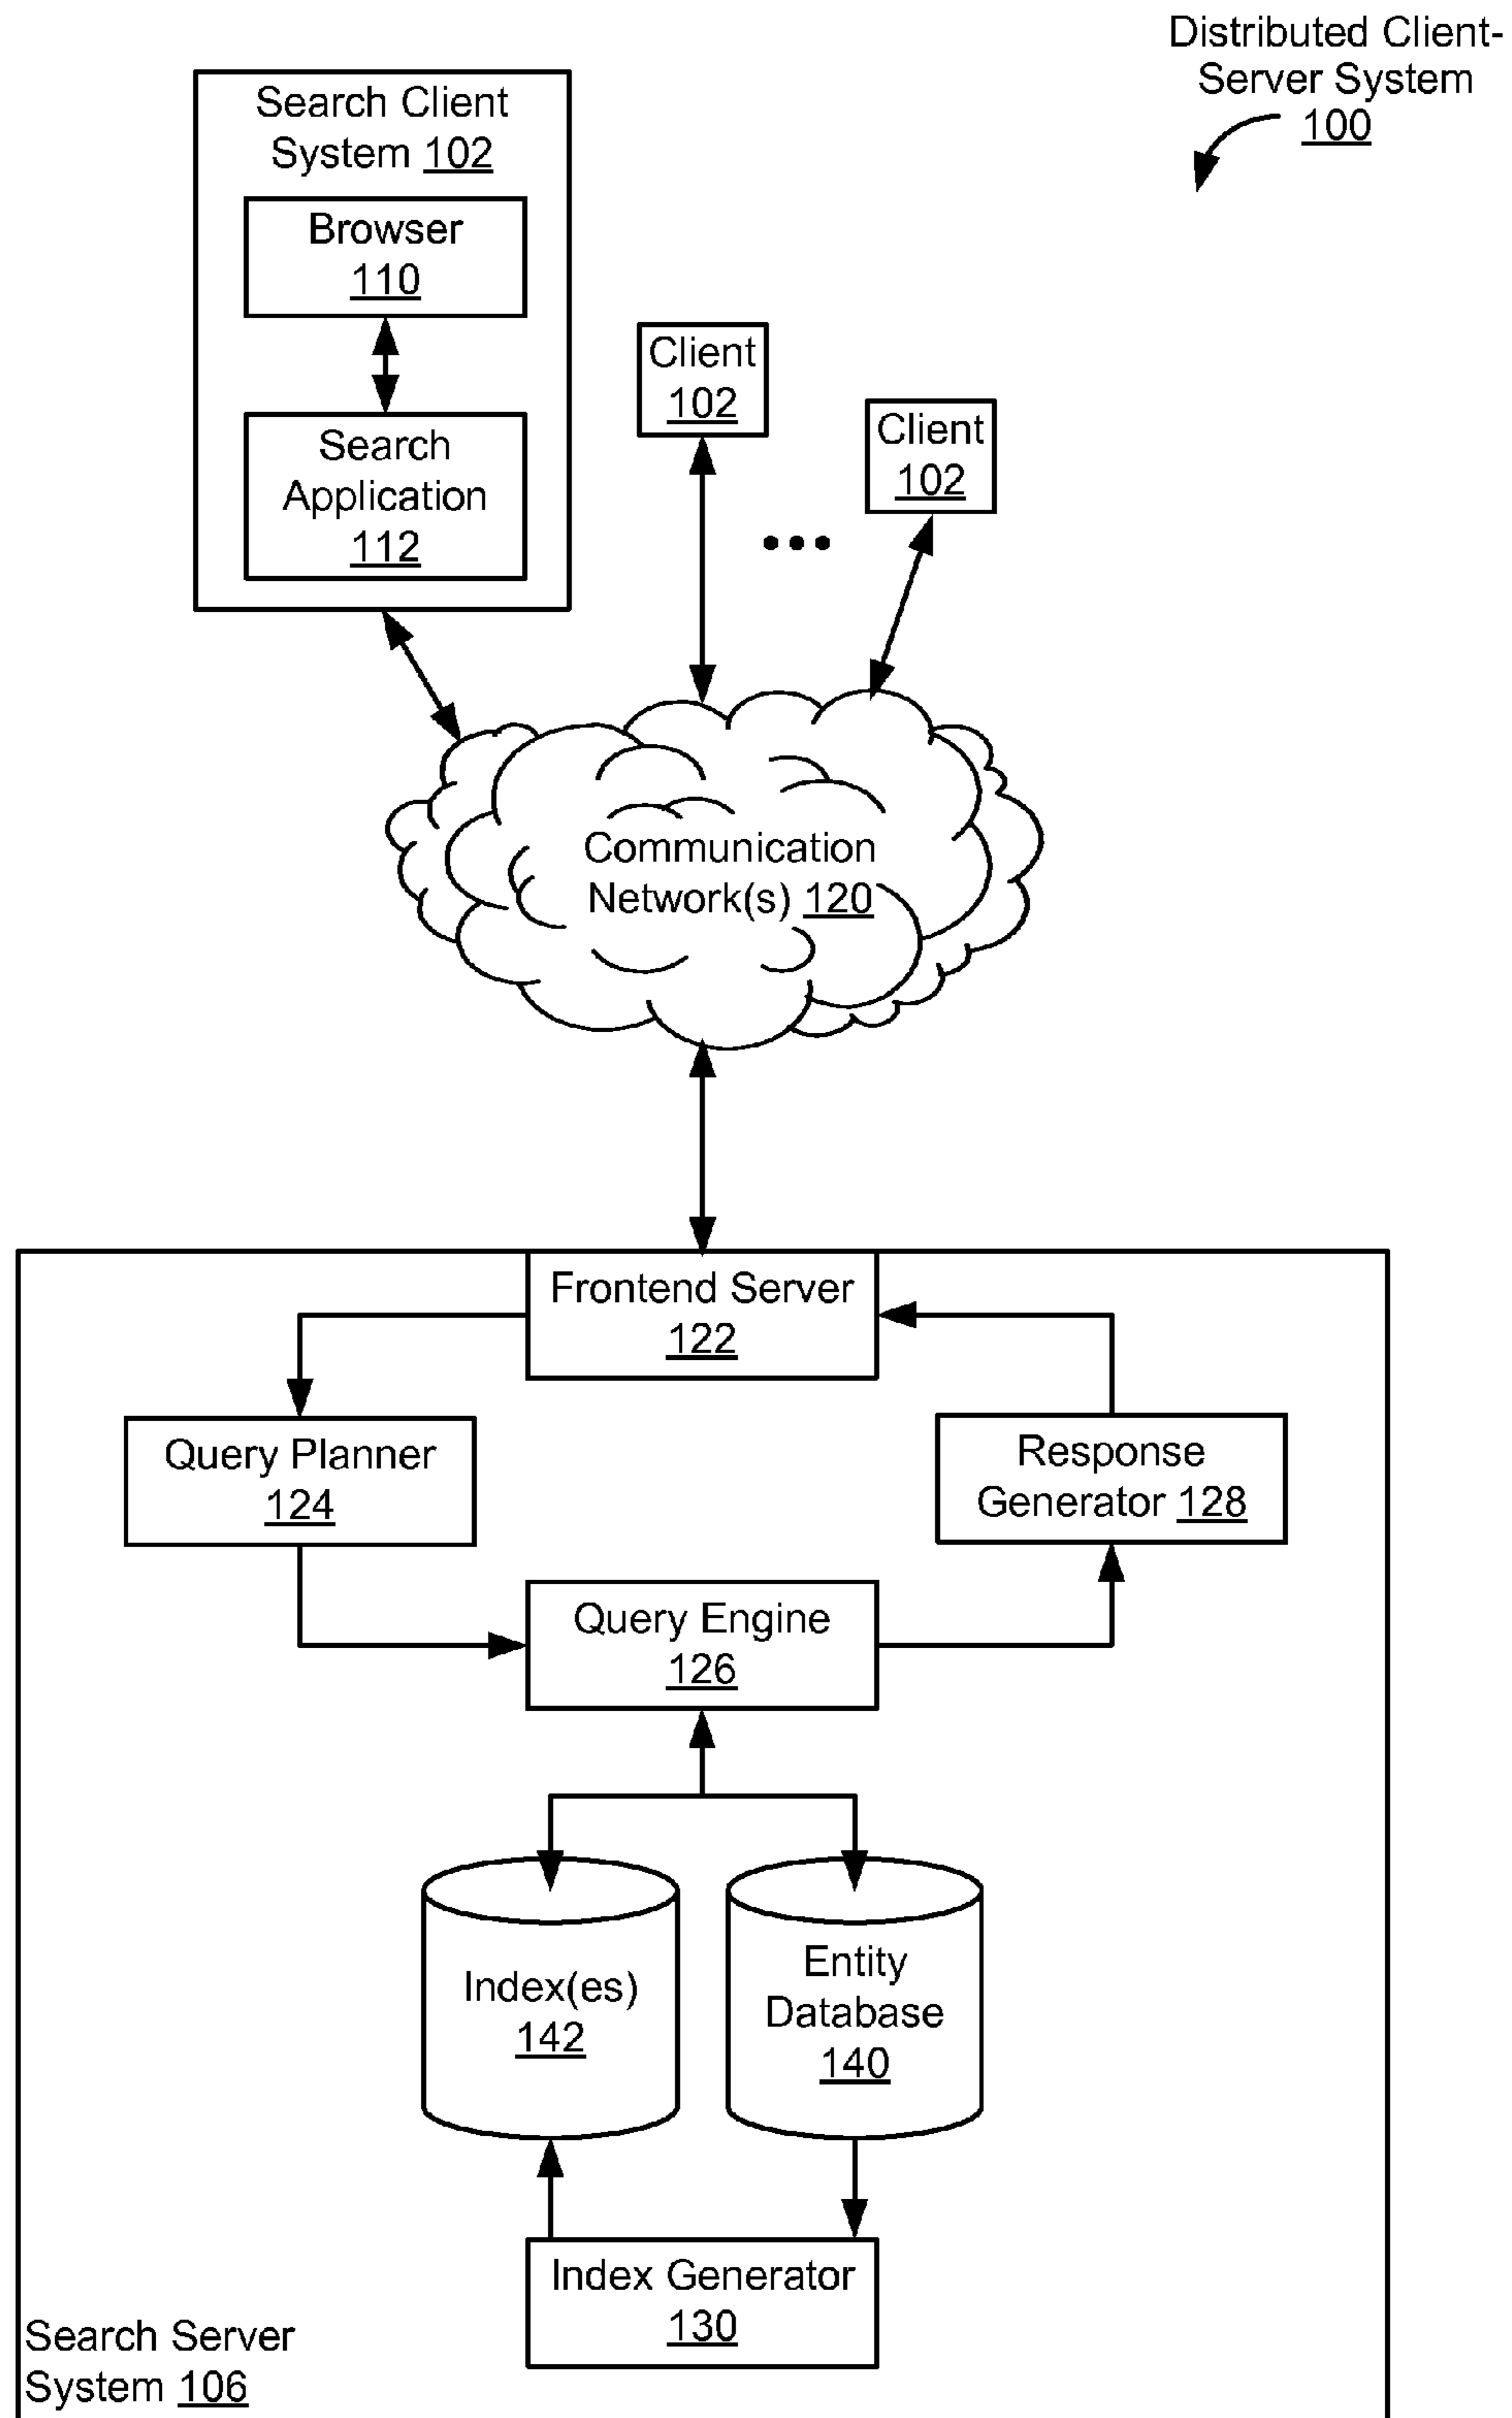 Distributed Client-
Server System
100
Search Client
System 102
Browser
110
Search
Application
112
Client
102
Client
102
Communication
Network(s) 120
Frontend Server
122
Query Planner
124
Response
Generator 128
Query Engine
126
Index(es)
142
Entity
Database
140
Index Generator
130
Search Server
System 106